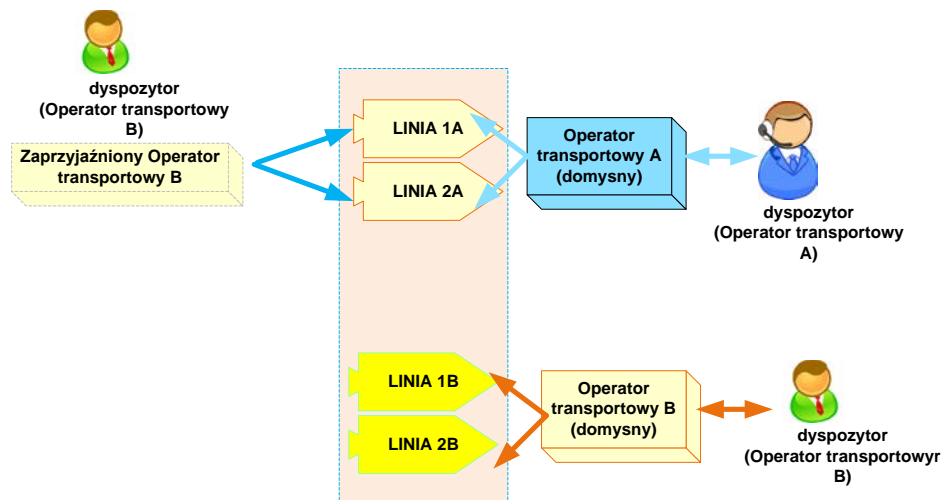 dyspozytor
(Operator transportowy
B)
Zaprzyjaźniony Operator
transportowy B
LINIA 1A
LINIA 2A
Operator
transportowy A
(domysny)
dyspozytor
(Operator transportowy
A)
LINIA 1B
LINIA 2B
Operator
transportowy B
(domysny)
dyspozytor
(Operator transportowyr
B)